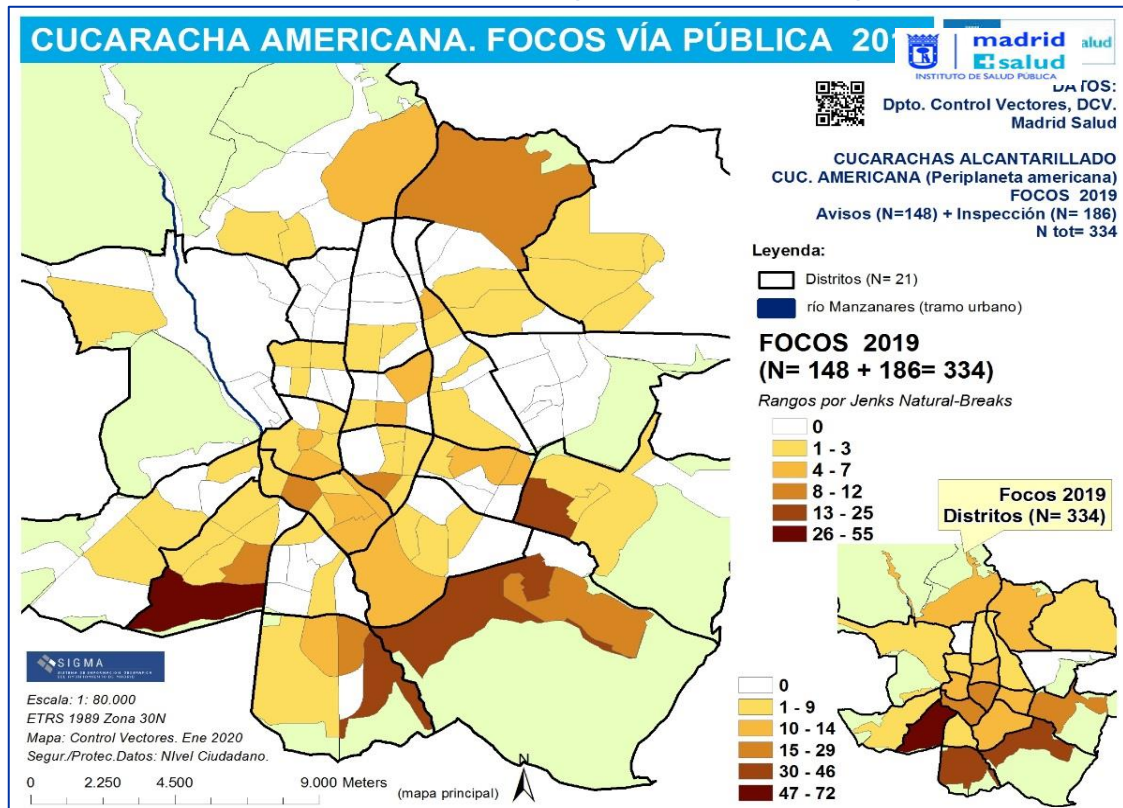 CUCARACHA AMERICANA. FOCOS VÍA PÚBLICA 201
madrid
salud
INSTITUTO DE SALUD PÚBLICA
alud
DATOS:
Dpto. Control Vectores, DCV.
Madrid Salud
CUCARACHAS ALCANTARILLADO
CUC. AMERICANA (Periplaneta americana)
FOCOS 2019
Avisos (N=148) + Inspección (N= 186)
N tot= 334
Leyenda:
Distritos (N= 21)
río Manzanares (tramo urbano)
FOCOS 2019
(N= 148 + 186= 334)
Rangos por Jenks Natural-Breaks
0
1 - 3
4 - 7
8 - 12
13 - 25
26 - 55
Focos 2019
Distritos (N= 334)
0
1 - 9
10 - 14
15 - 29
30 - 46
47 - 72
SIGMA
Escala: 1: 80.000
ETRS 1989 Zona 30N
Mapa: Control Vectores. Ene 2020
Segur./Protec.Datos: NIvel Ciudadano.
0 2.250 4.500 9.000 Meters
(mapa principal)
N